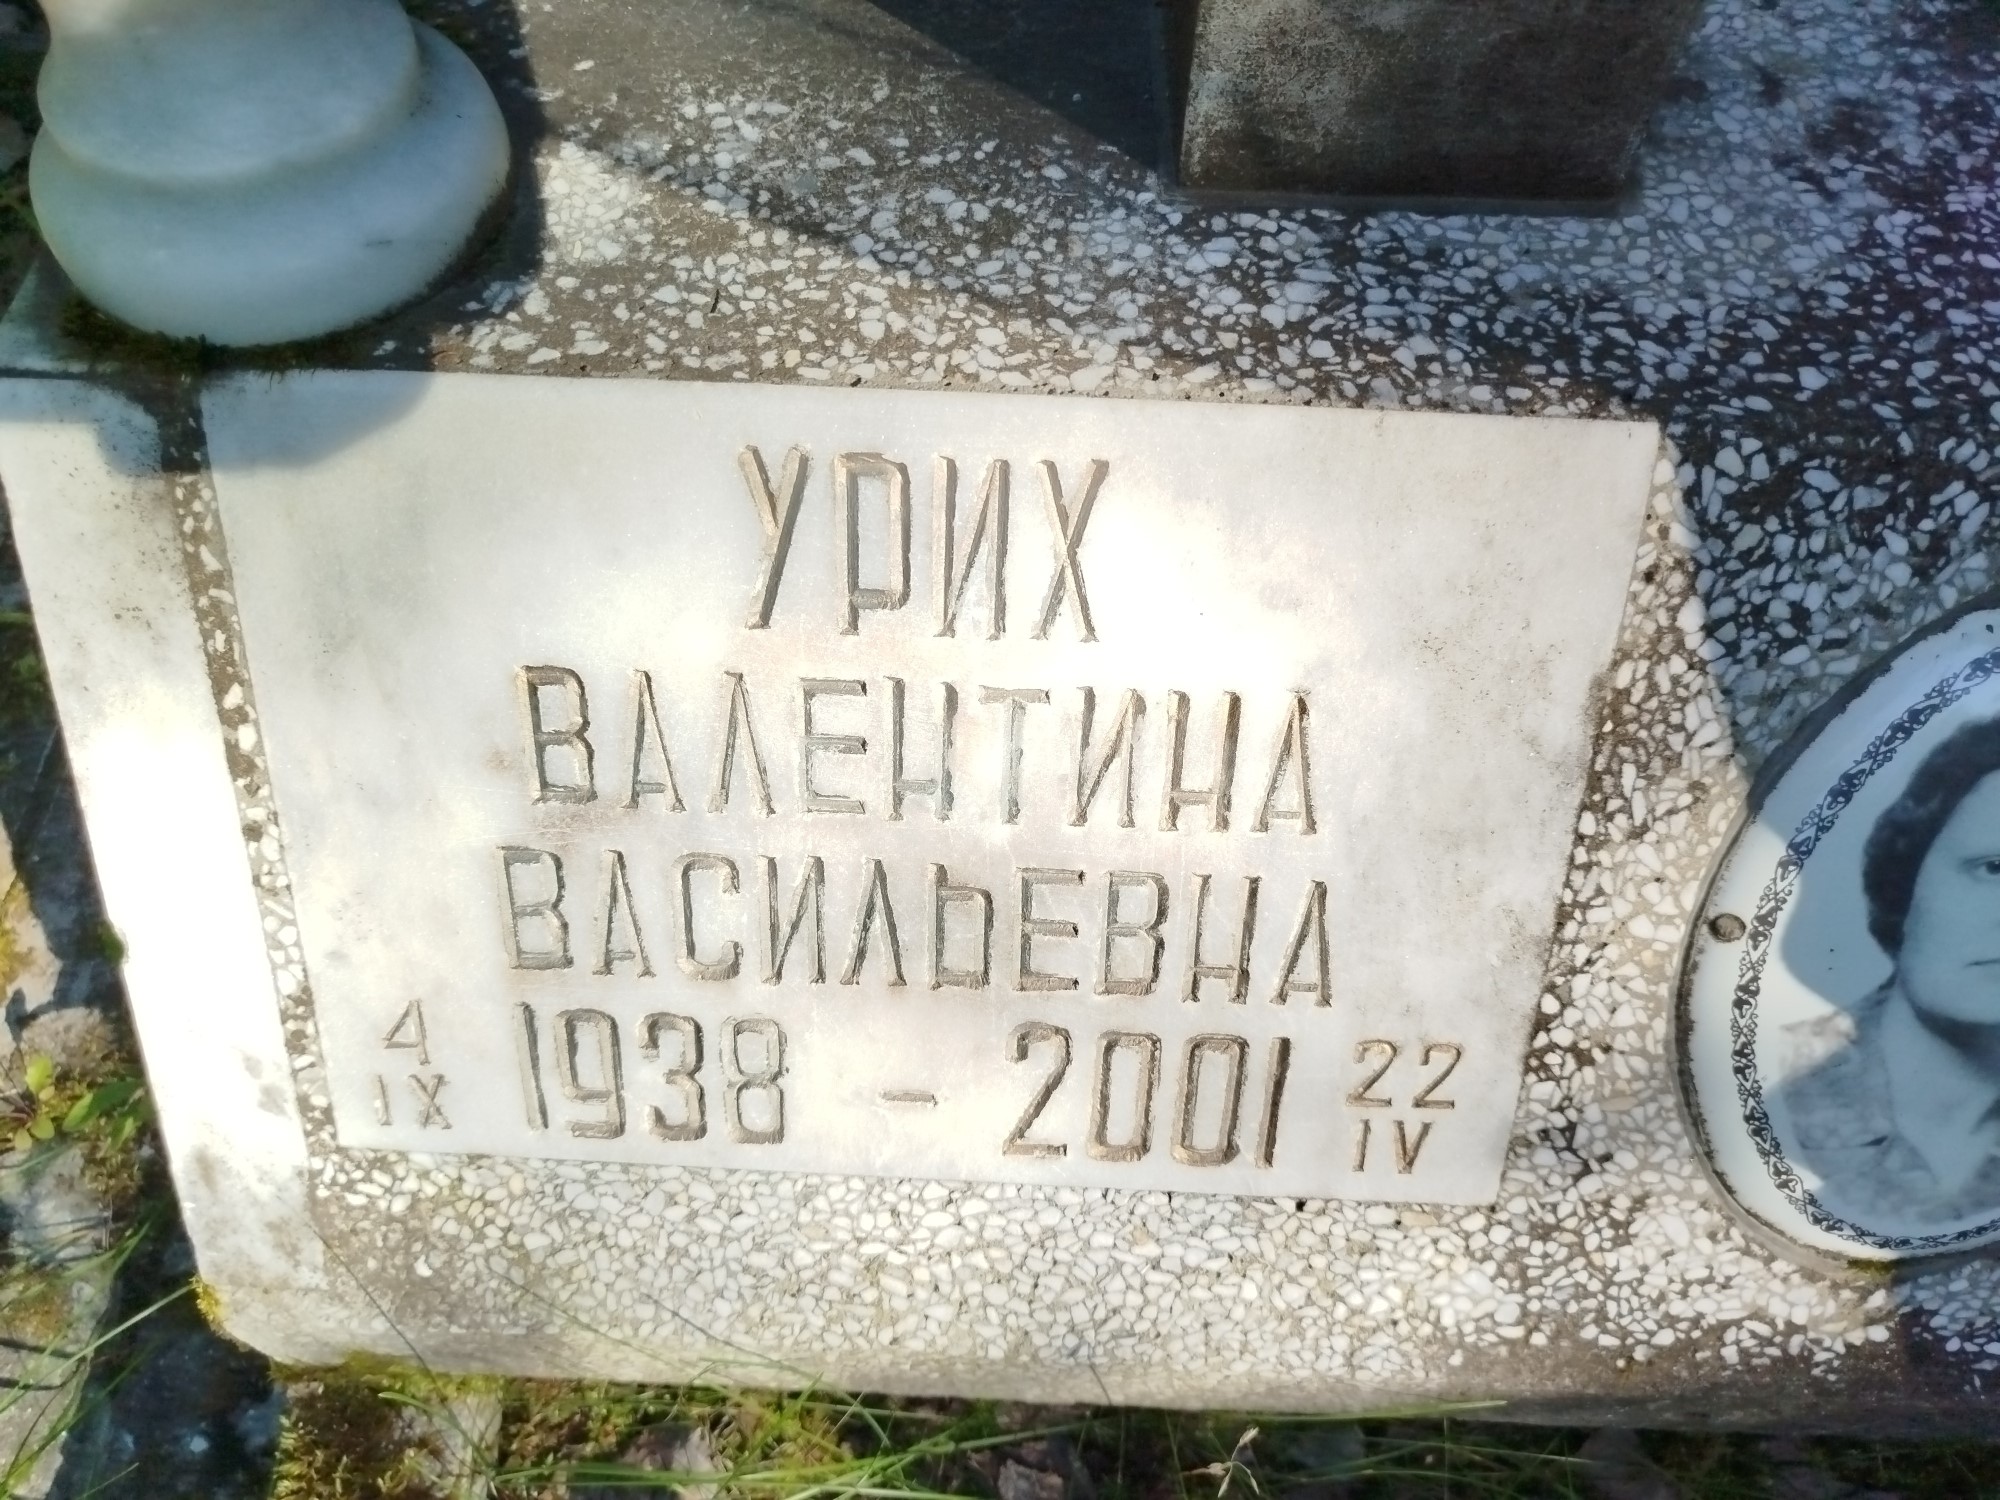 УРИХ
ВАЛЕНТИНА
ВАСИЛЬЕВНА
4 IX 1938 - 2001 22 IV